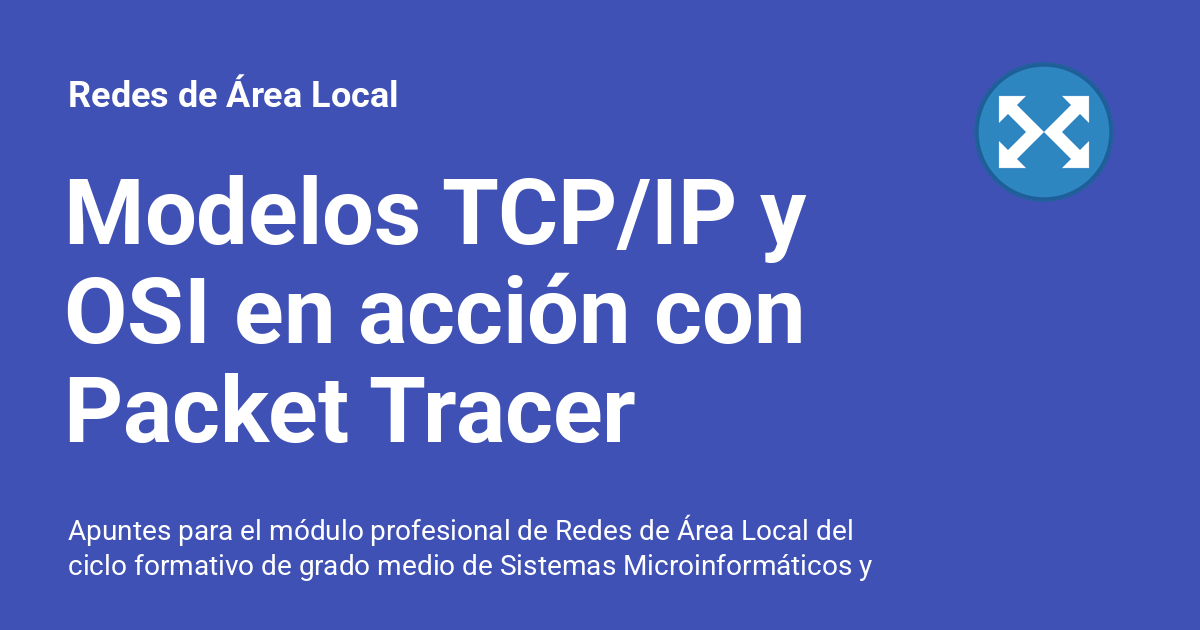 Redes de Área Local
Modelos TCP/IP y
OSI en acción con
Packet Tracer
Apuntes para el módulo profesional de Redes de Área Local del
ciclo formativo de grado medio de Sistemas Microinformáticos y